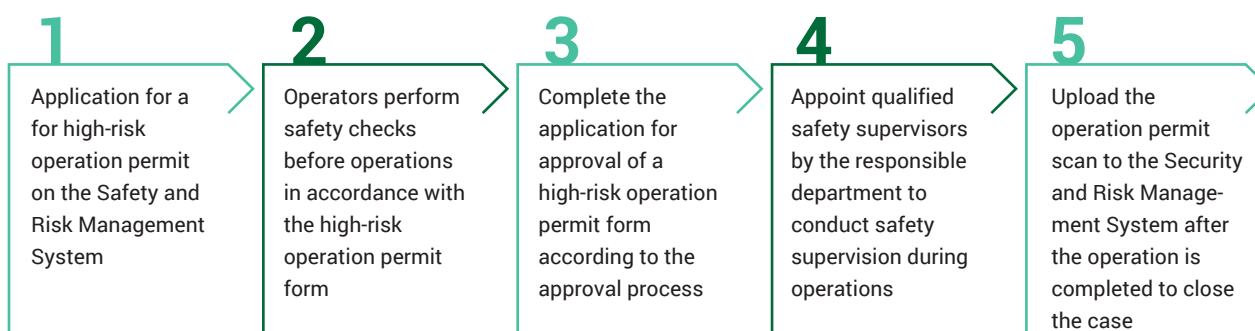 1
Application for a
for high-risk
operation permit
on the Safety and
Risk Management
System
2
Operators perform
safety checks
before operations
in accordance with
the high-risk
operation permit
form
3
Complete the
application for
approval of a
high-risk operation
permit form
according to the
approval process
4
Appoint qualified
safety supervisors
by the responsible
department to
conduct safety
supervision during
operations
5
Upload the
operation permit
scan to the Security
and Risk Manage-
ment System after
the operation is
completed to close
the case